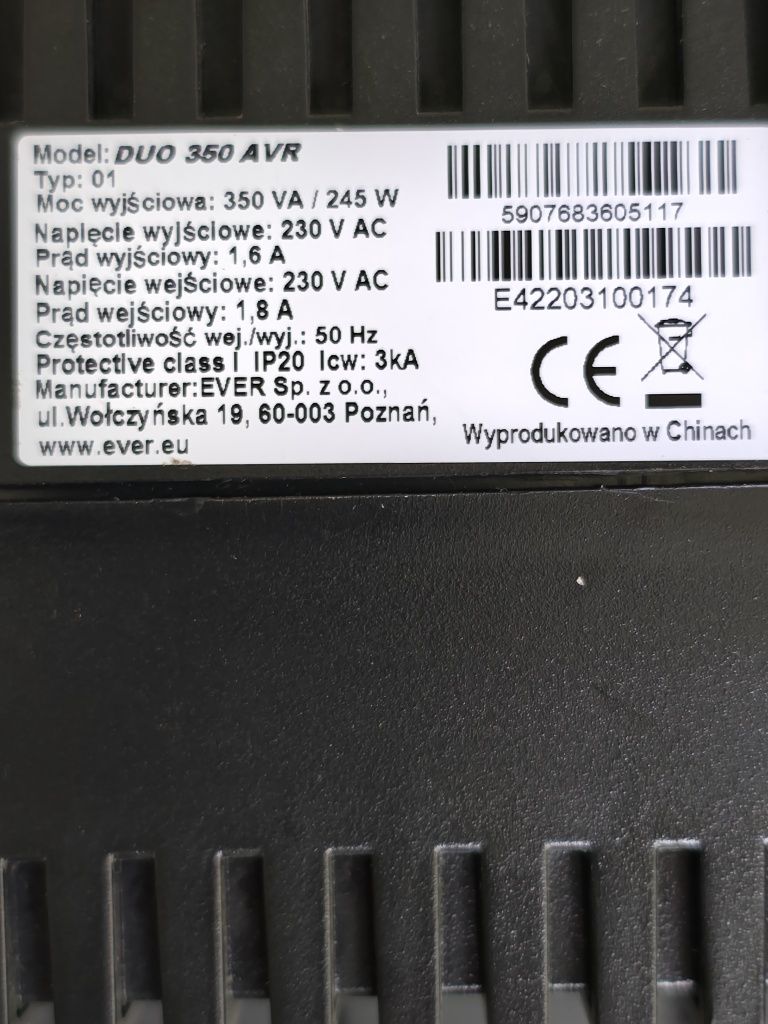 Model: DUO 350 AVR
Typ: 01
Moc wyjściowa: 350 VA / 245 W
Napięcie wyjściowe: 230 V AC
Prąd wyjściowy: 1,6 A
Napięcie wejściowe: 230 V AC
Prąd wejściowy: 1,8 A
Częstotliwość wej./wyj.: 50 Hz
Protective class I IP20 Icw: 3kA
Manufacturer:EVER Sp. z o.o.,
ul.Wołczyńska 19, 60-003 Poznań,
www.ever.eu
5907683605117
E42203100174
CE
Wyprodukowano w Chinach